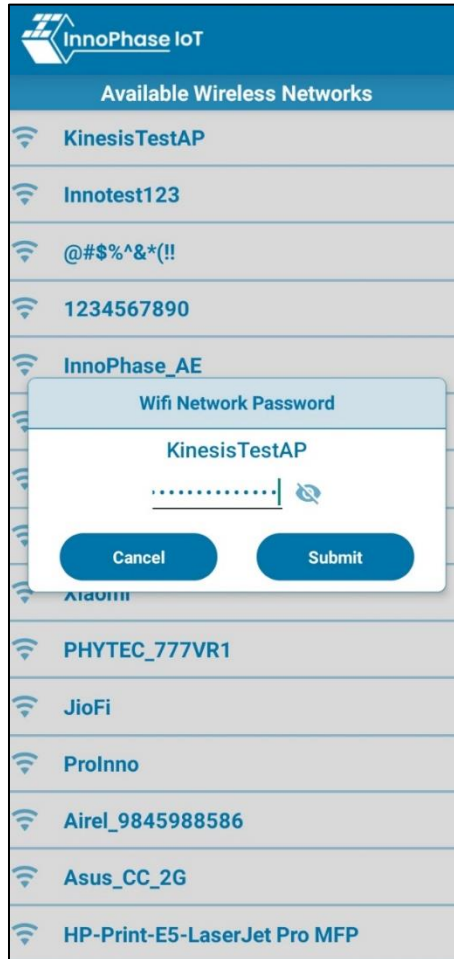 InnoPhase IoT
Available Wireless Networks
KinesisTestAP
Innotest123
@#$%^&*(!!
1234567890
InnoPhase_AE
Wifi Network Password
KinesisTestAP
Cancel Submit
Xiaomi
PHYTEC_777VR1
JioFi
ProInno
Airel_9845988586
Asus_CC_2G
HP-Print-E5-LaserJet Pro MFP